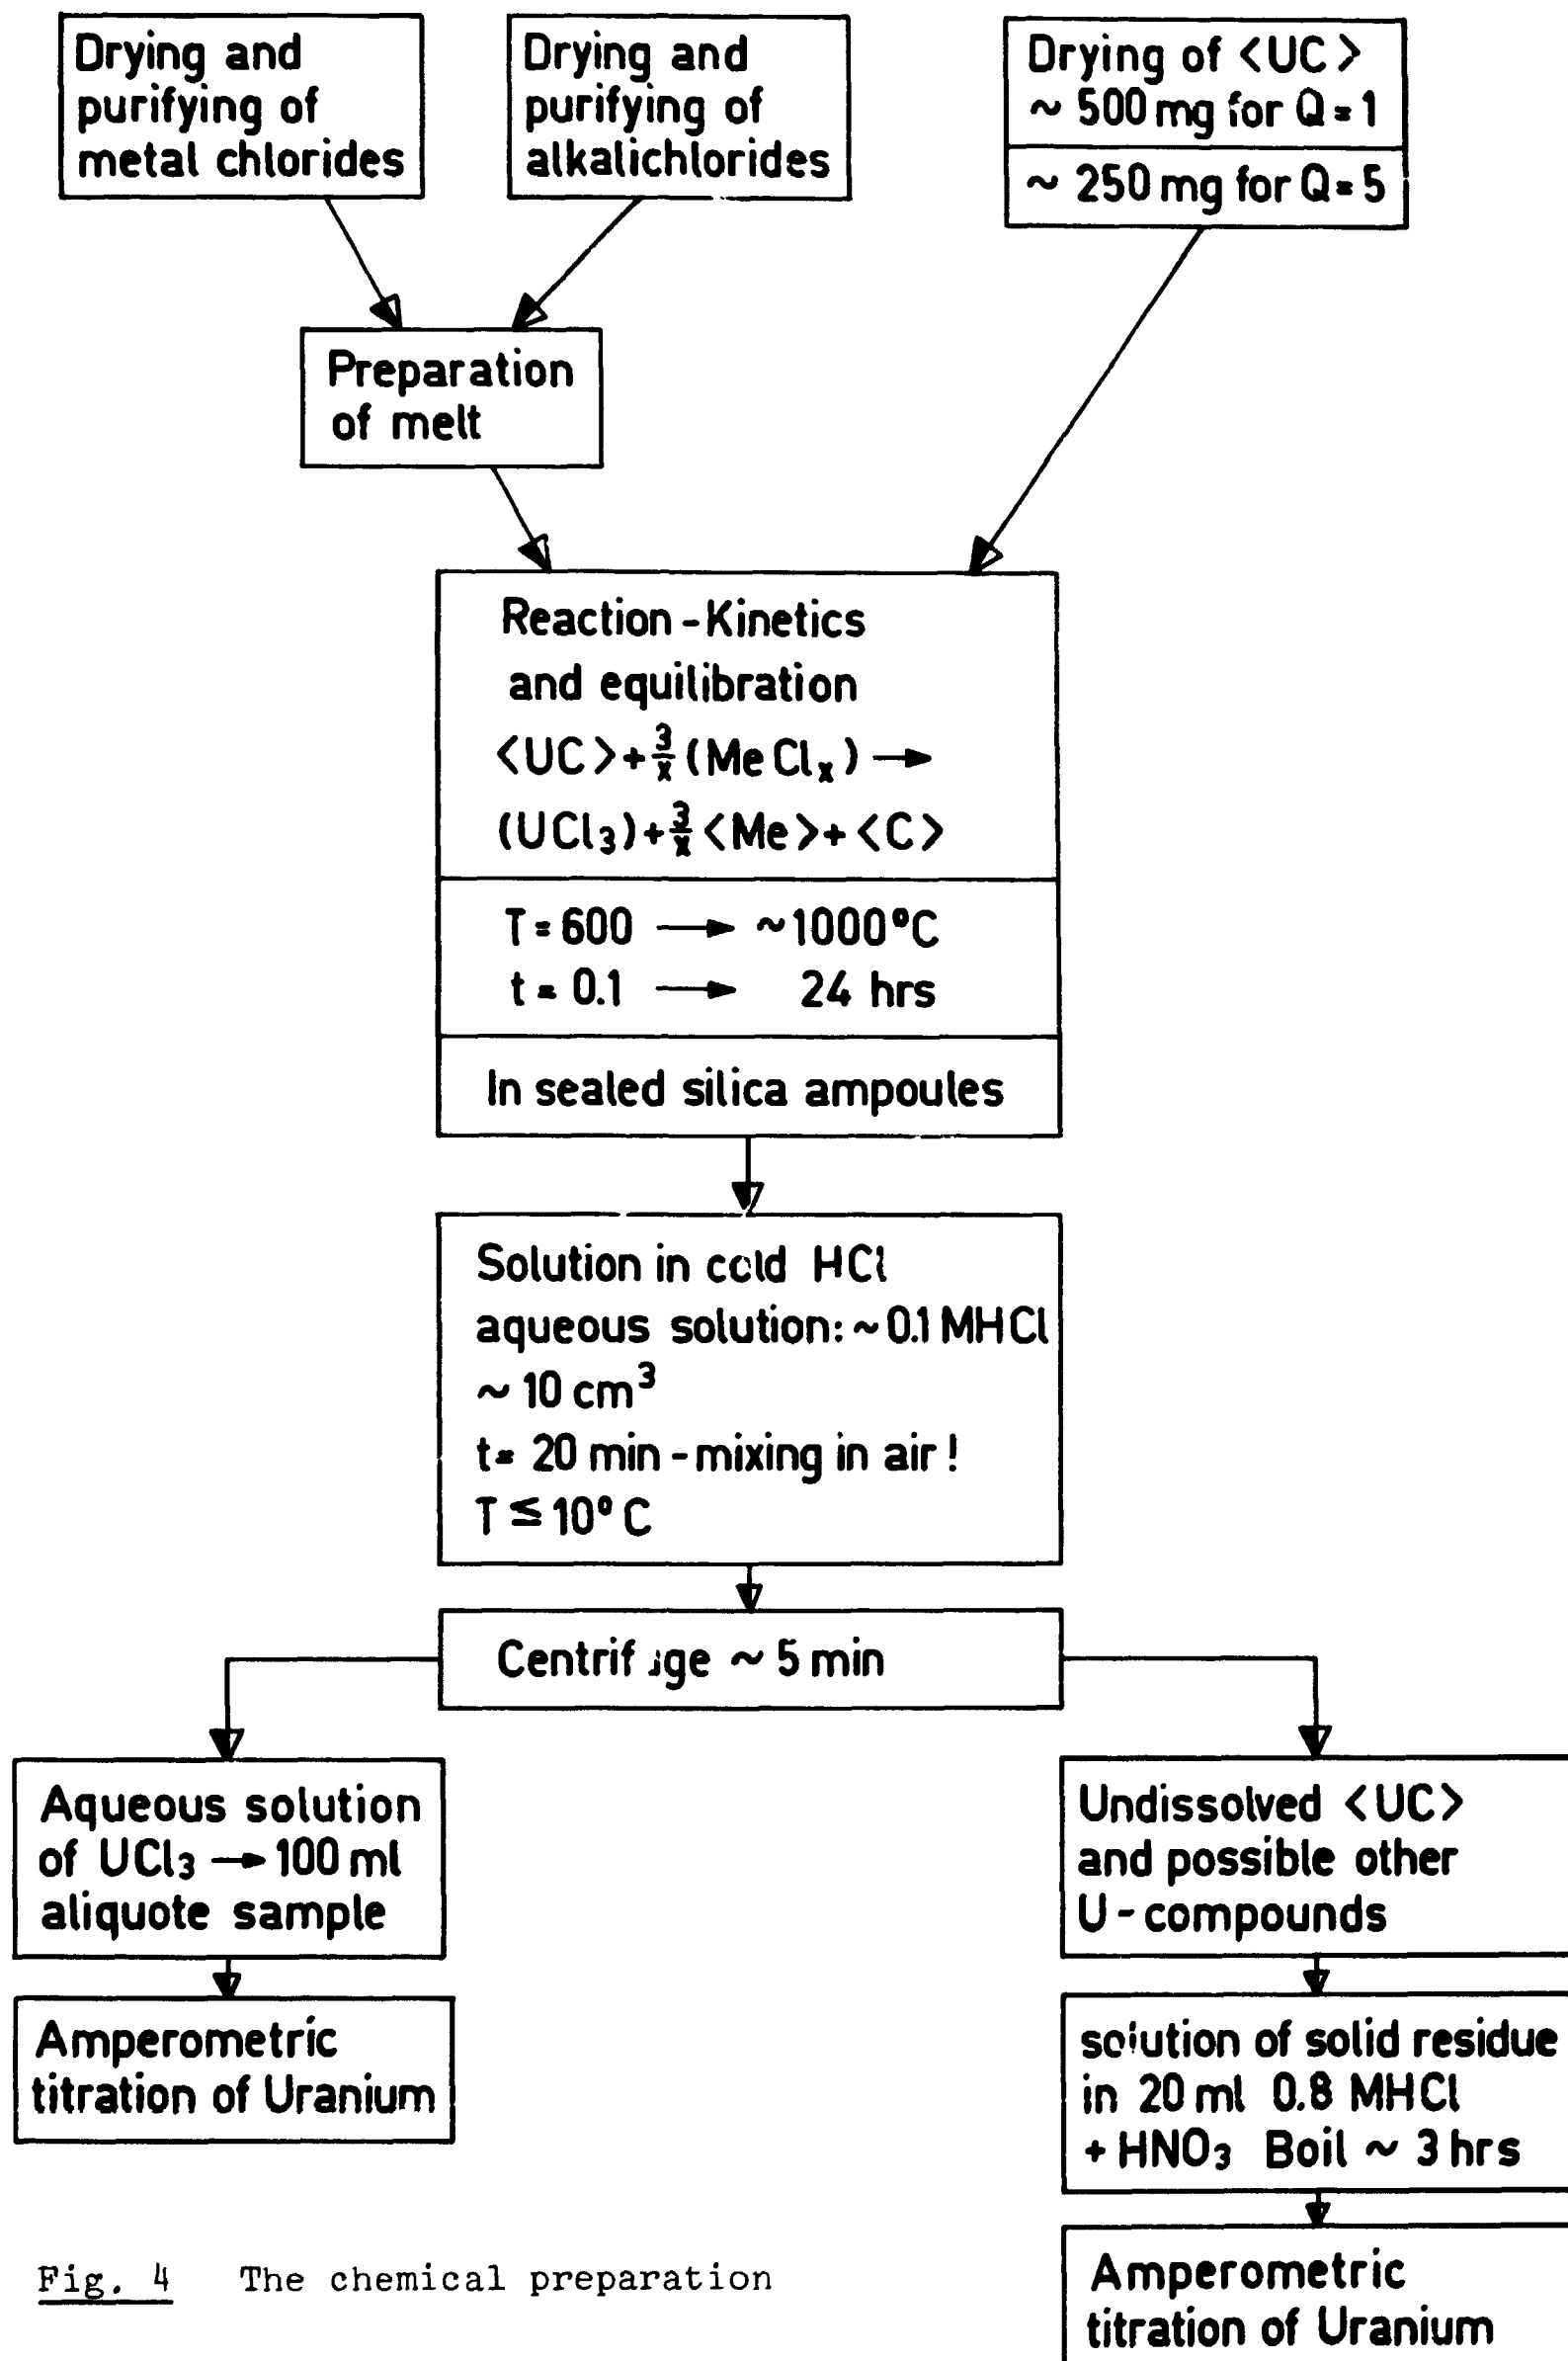 Drying and
purifying of
metal chlorides
Drying and
purifying of
alkalichlorides
Drying of <UC>
~ 500 mg for Q = 1
~ 250 mg for Q = 5
Preparation
of melt
Reaction - Kinetics
and equilibration
<UC> + 3/x (MeClₓ) →
(UCl₃) + 3/x <Me> + <C>
T = 600 → ~1000°C
t = 0.1 → 24 hrs
In sealed silica ampoules
Solution in cold HCl
aqueous solution: ~ 0.1 MHCl
~ 10 cm³
t = 20 min - mixing in air !
T ≦ 10° C
Centrifuge ~ 5 min
Aqueous solution
of UCl₃ → 100 ml
aliquote sample
Amperometric
titration of Uranium
Undissolved <UC>
and possible other
U - compounds
solution of solid residue
in 20 ml 0.8 MHCl
+ HNO₃ Boil ~ 3 hrs
Amperometric
titration of Uranium
Fig. 4 The chemical preparation